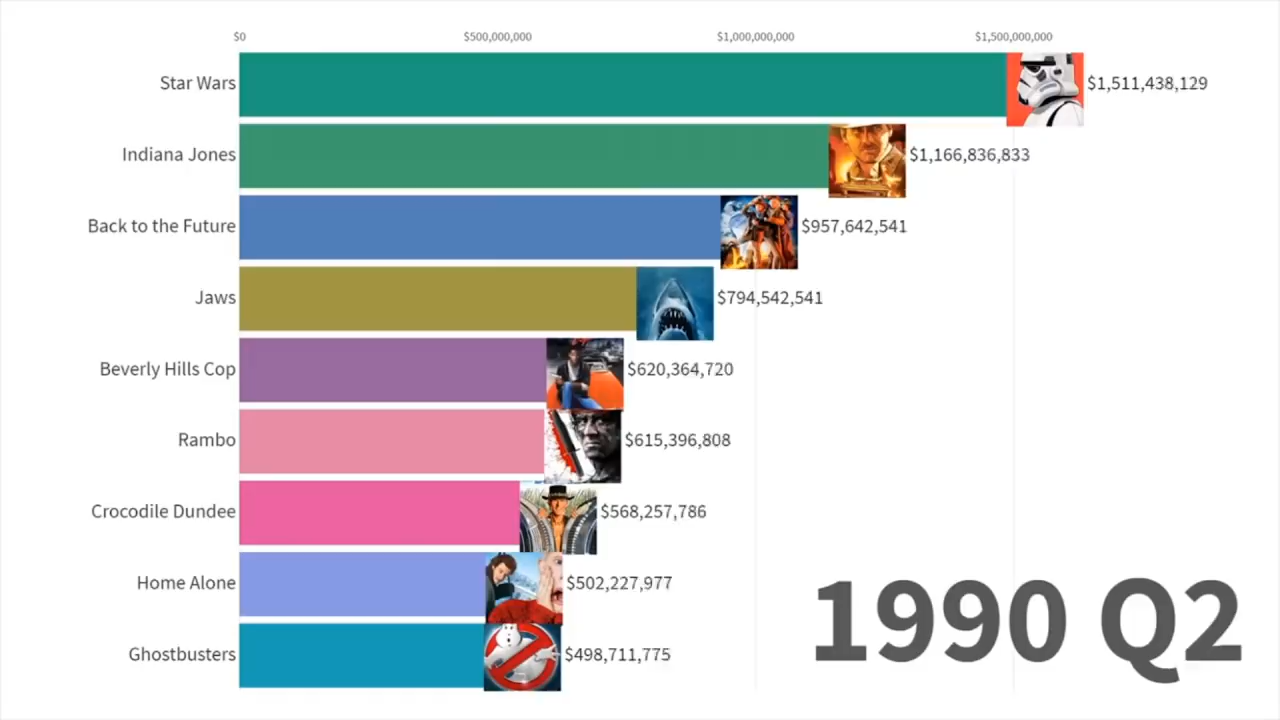 $0 $500,000,000 $1,000,000,000 $1,500,000,000
Star Wars $1,511,438,129
Indiana Jones $1,166,836,833
Back to the Future $957,642,541
Jaws $794,542,541
Beverly Hills Cop $620,364,720
Rambo $615,396,808
Crocodile Dundee $568,257,786
Home Alone $502,227,977
Ghostbusters $498,711,775
1990 Q2